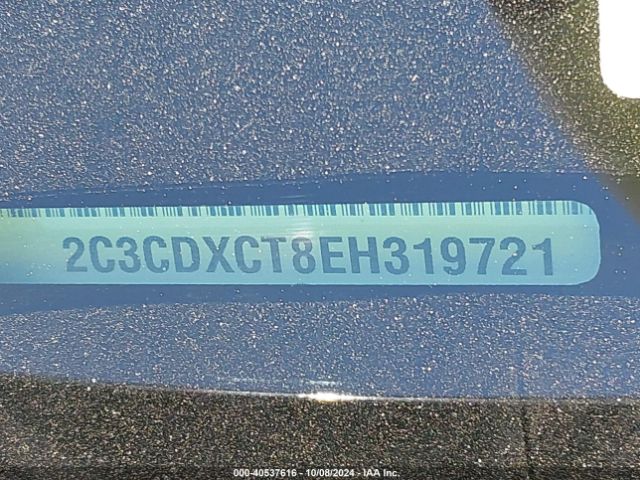 2C3CDXCT8EH319721
000-40537616 - 10/08/2024 - IAA Inc.